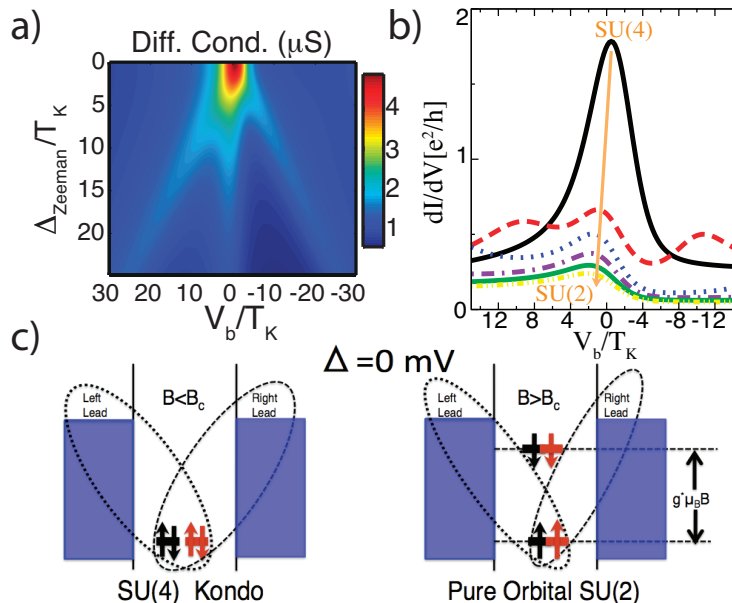 a)
Diff. Cond. (μS)
0
5
10
15
20
Δ_Zeeman/T_K
30 20 10 0 -10 -20 -30
V_b/T_K
4
3
2
1
b)
SU(4)
2
1
0
dI/dV[e²/h]
SU(2)
12 8 4 0 -4 -8 -12
V_b/T_K
c)
Δ =0 mV
Left
Lead
B<B_c
Right
Lead
SU(4) Kondo
Left
Lead
B>B_c
Right
Lead
g*μ_BB
Pure Orbital SU(2)